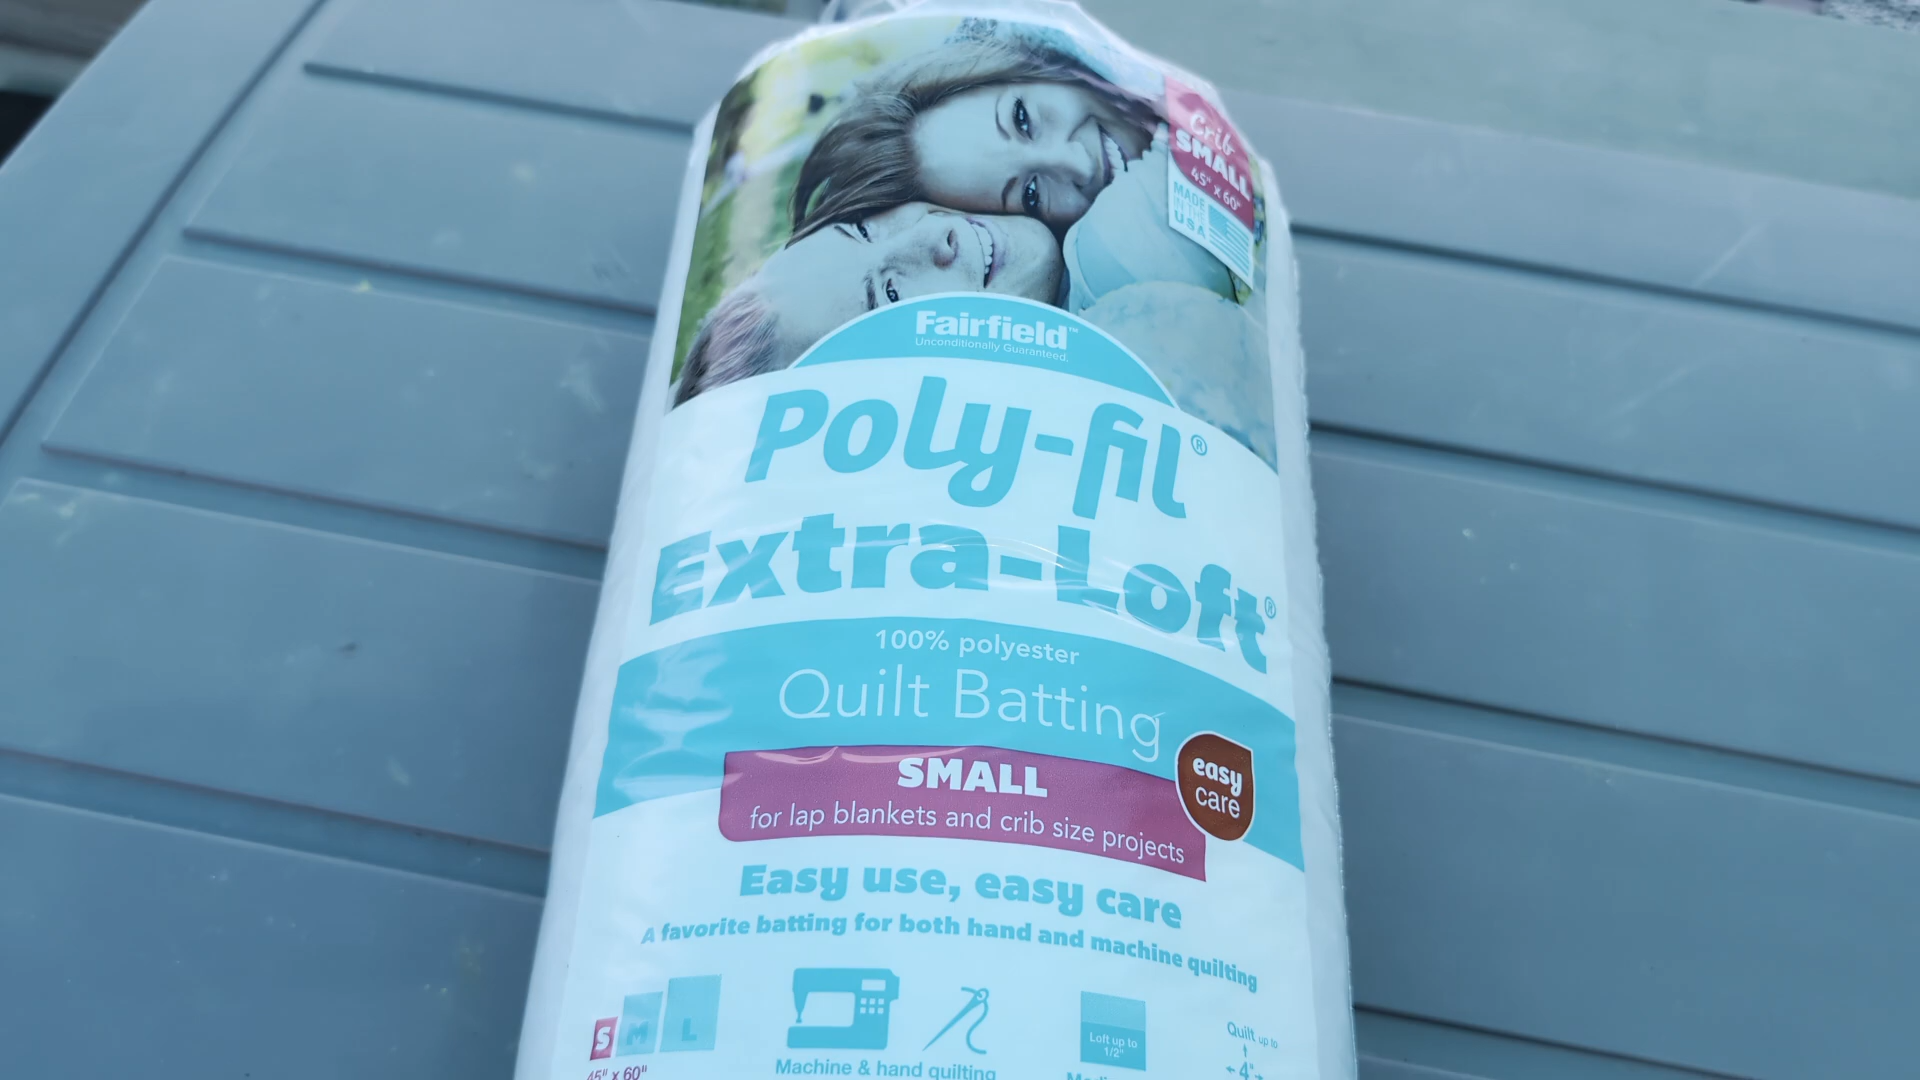 Crib
SMALL
45" x 60"
MADE
IN THE
USA
Fairfield™
Unconditionally Guaranteed.
Poly-fil®
Extra-Loft®
100% polyester
Quilt Batting
SMALL
for lap blankets and crib size projects
easy
care
Easy use, easy care
A favorite batting for both hand and machine quilting
S M L
45" x 60"
Machine & hand quilting
Loft up to
1/2"
Quilt up to
4"